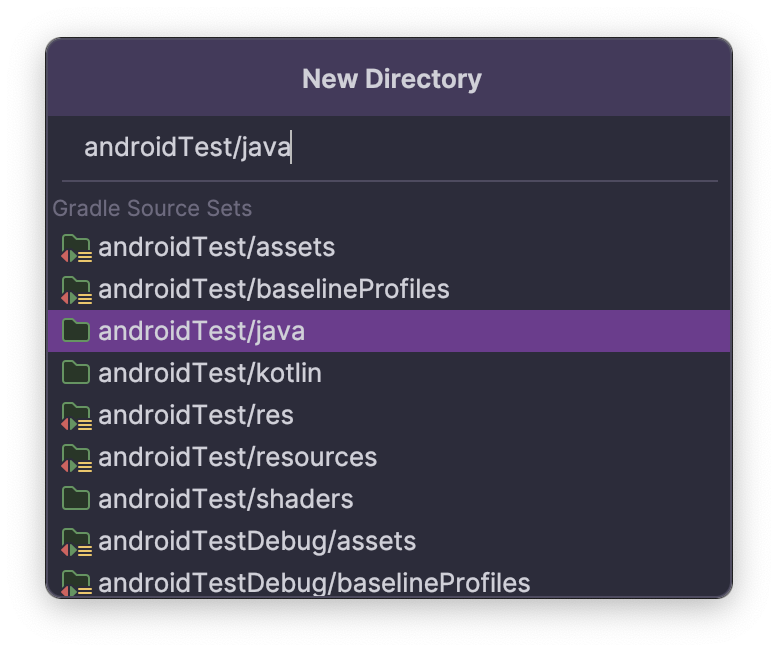 New Directory
androidTest/java
Gradle Source Sets
androidTest/assets
androidTest/baselineProfiles
androidTest/java
androidTest/kotlin
androidTest/res
androidTest/resources
androidTest/shaders
androidTestDebug/assets
androidTestDebug/baselineProfiles